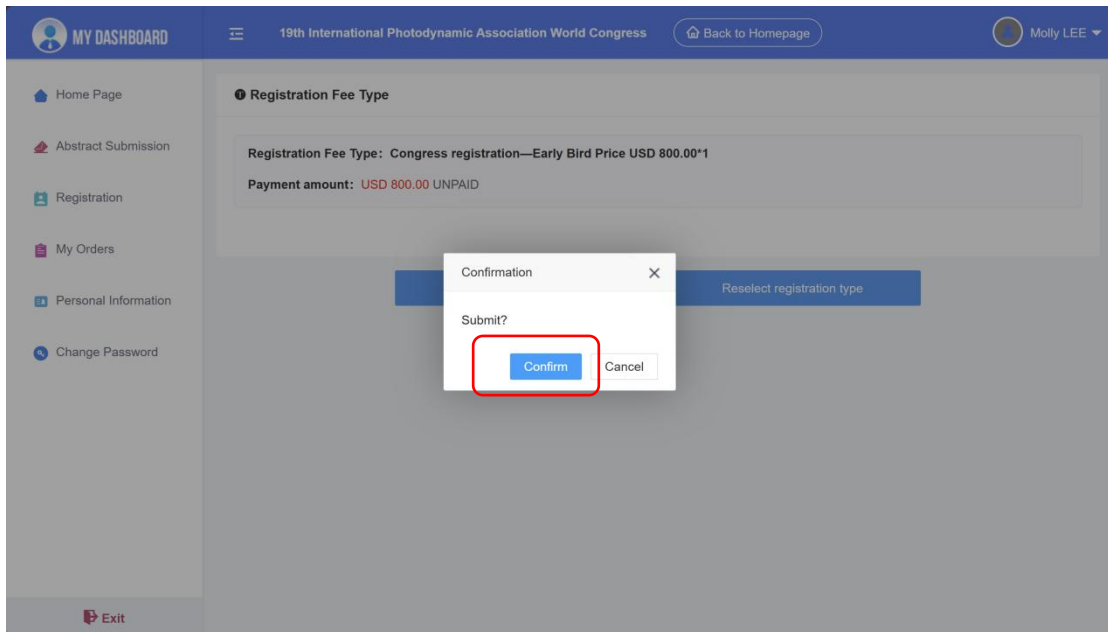 MY DASHBOARD
19th International Photodynamic Association World Congress
Back to Homepage
Molly LEE
Home Page
Abstract Submission
Registration
My Orders
Personal Information
Change Password
Exit
Registration Fee Type
Registration Fee Type：Congress registration—Early Bird Price USD 800.00*1
Payment amount：USD 800.00 UNPAID
Reselect registration type
Confirmation
Submit?
Confirm
Cancel